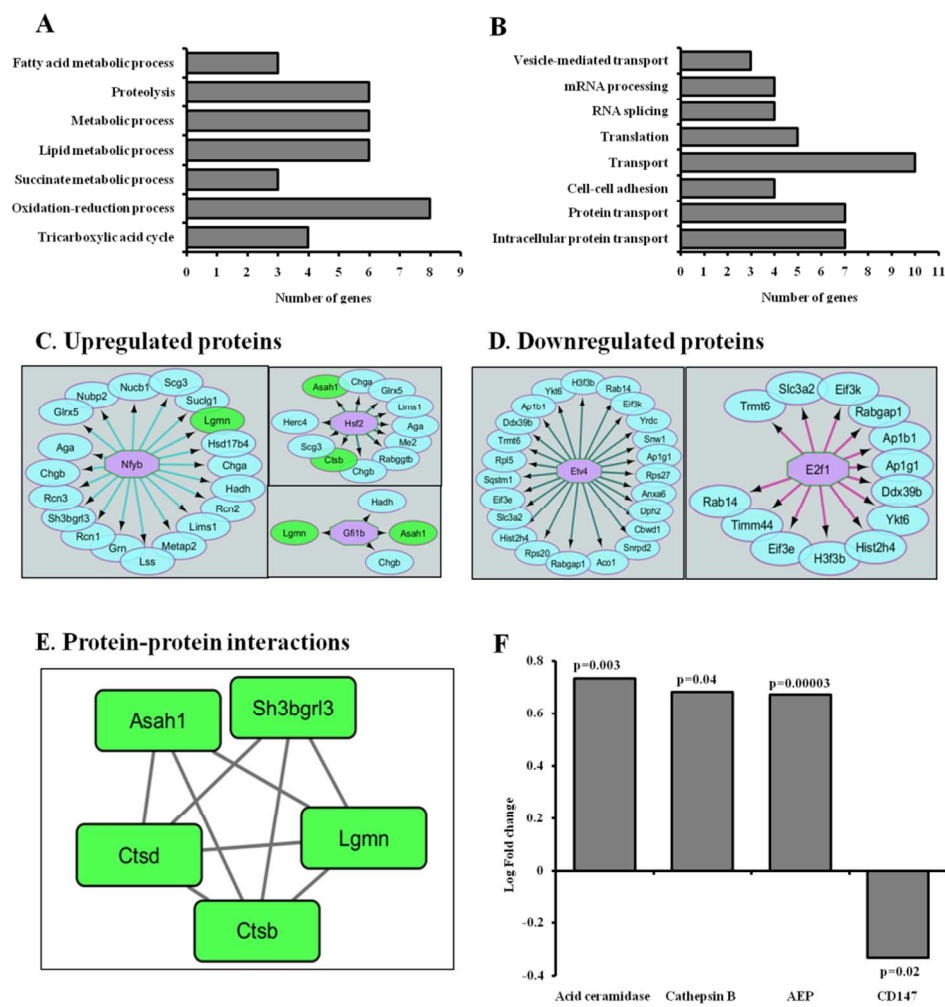 A
Fatty acid metabolic process
Proteolysis
Metabolic process
Lipid metabolic process
Succinate metabolic process
Oxidation-reduction process
Tricarboxylic acid cycle
0 1 2 3 4 5 6 7 8 9
Number of genes
B
Vesicle-mediated transport
mRNA processing
RNA splicing
Translation
Transport
Cell-cell adhesion
Protein transport
Intracellular protein transport
0 1 2 3 4 5 6 7 8 9 10 11
Number of genes
C. Upregulated proteins
Nucb1
Scg3
Nubp2
Suclg1
Glrx5
Lgmn
Aga
Hsd17b4
Nfyb
Chgb
Chga
Rcn3
Hadh
Sh3bgrl3
Rcn2
Rcn1
Lims1
Grn
Metap2
Lss
Asah1
Chga
Glrx5
Lims1
Herc4
Hsf2
Aga
Scg3
Me2
Ctsb
Rabggtb
Chgb
Hadh
Lgmn
Gfi1b
Asah1
Chgb
D. Downregulated proteins
H3f3b
Ykt6
Rab14
Ap1b1
Eif3k
Ddx39b
Yrdc
Trmt6
Snw1
Rpl5
Ap1g1
Sqstm1
Etv4
Rps27
Eif3e
Anxa6
Slc3a2
Dph2
Hist2h4
Cbwd1
Rps20
Snrpd2
Rabgap1
Aco1
Slc3a2
Eif3k
Trmt6
Rabgap1
Ap1b1
E2f1
Ap1g1
Ddx39b
Rab14
Ykt6
Timm44
Hist2h4
Eif3e
H3f3b
E. Protein-protein interactions
Asah1
Sh3bgrl3
Ctsd
Lgmn
Ctsb
F
Log Fold change
0.8
0.6
0.4
0.2
0
-0.2
-0.4
p=0.003
p=0.04
p=0.00003
p=0.02
Acid ceramidase
Cathepsin B
AEP
CD147